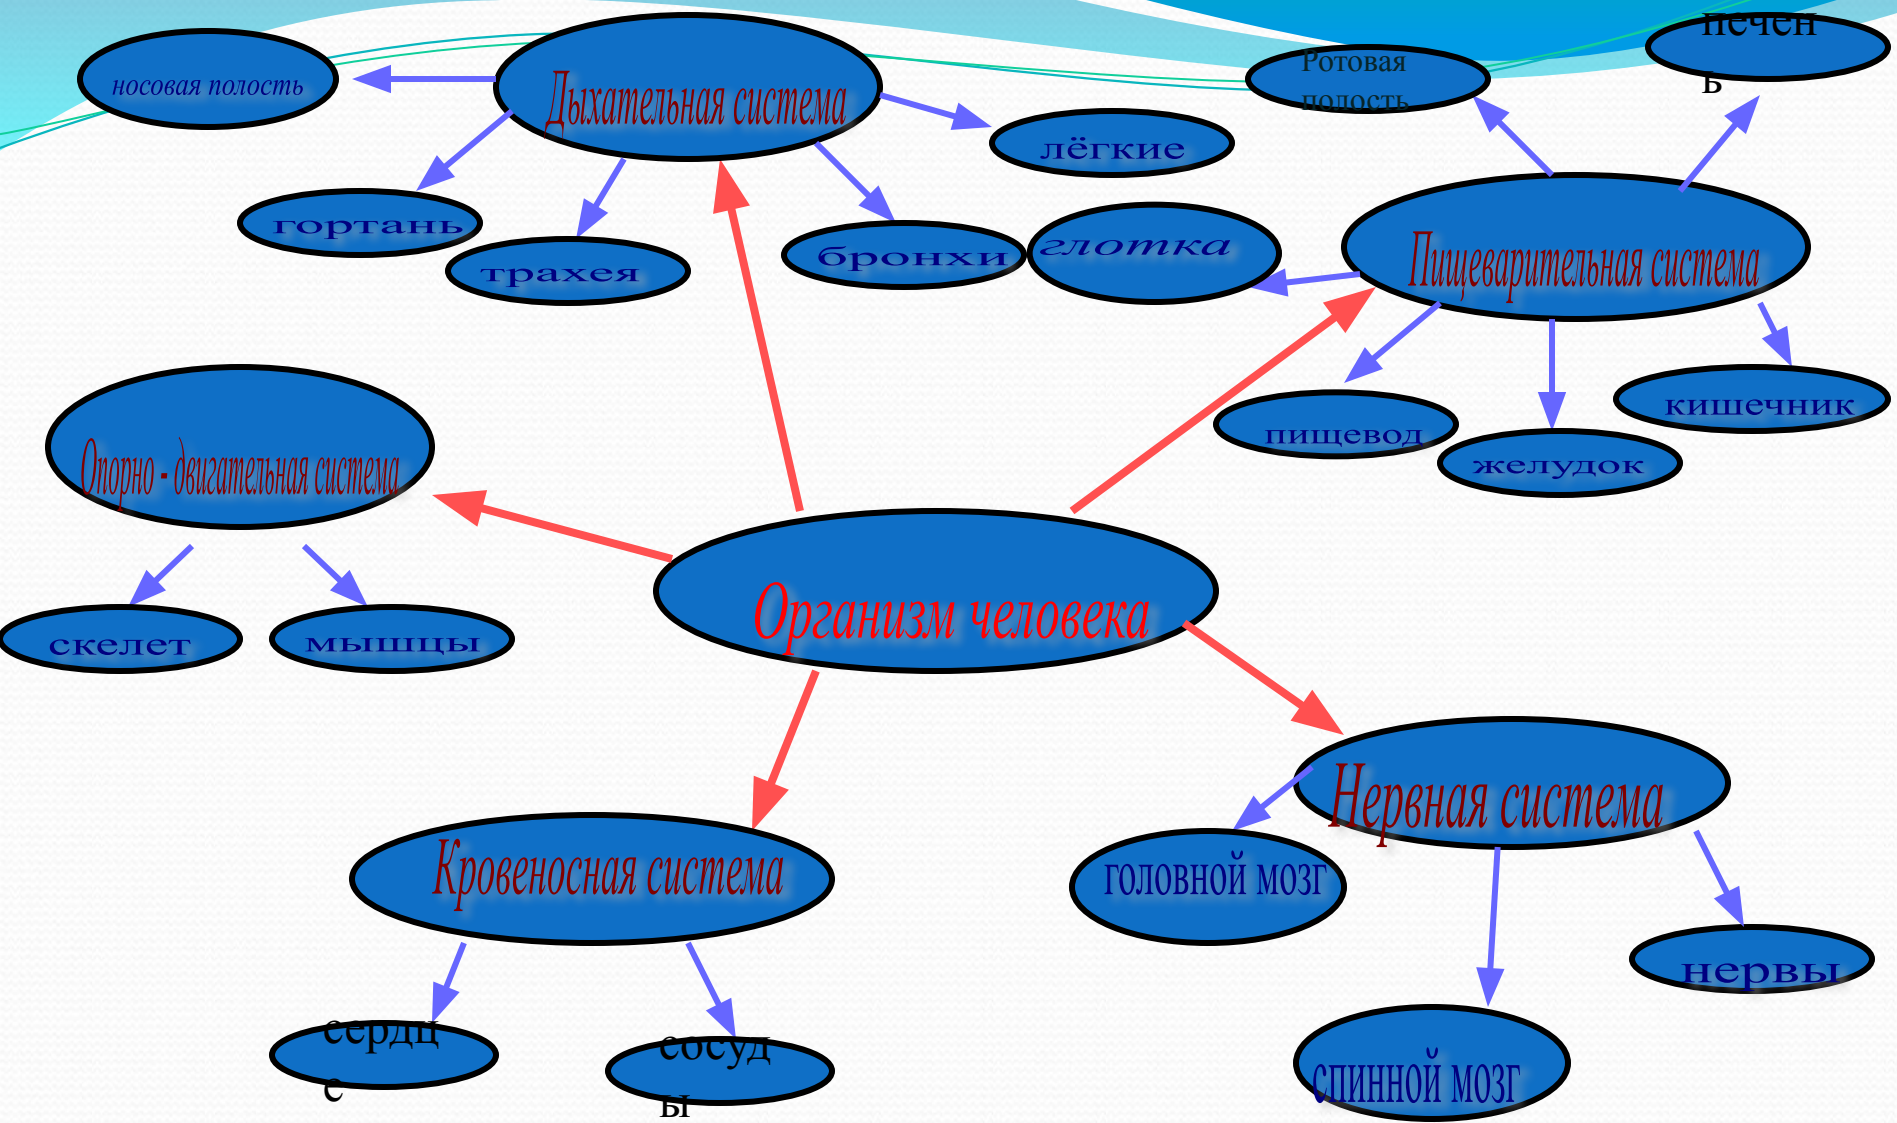 печен
ь
Ротовая
полость
носовая полость
Дыхательная система
лёгкие
гортань
трахея
бронхи
глотка
Пищеварительная система
пищевод
желудок
кишечник
Опорно - двигательная система
скелет
мышцы
Организм человека
Нервная система
головной мозг
нервы
спинной мозг
Кровеносная система
сердц
е
сосуд
ы